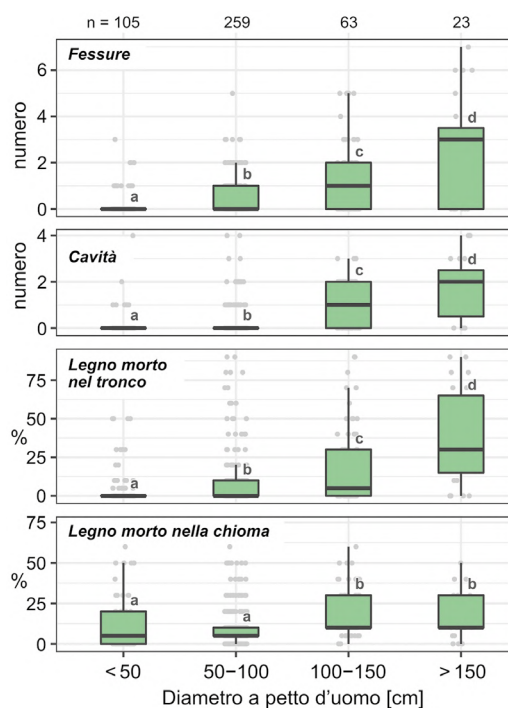 n = 105 259 63 23
Fessure
numero
6
4
2
0
a b c d
Cavità
numero
4
2
0
a b c d
Legno morto
nel tronco
%
75
50
25
0
a b c d
Legno morto nella chioma
%
75
50
25
0
a a b b
< 50 50–100 100–150 > 150
Diametro a petto d'uomo [cm]